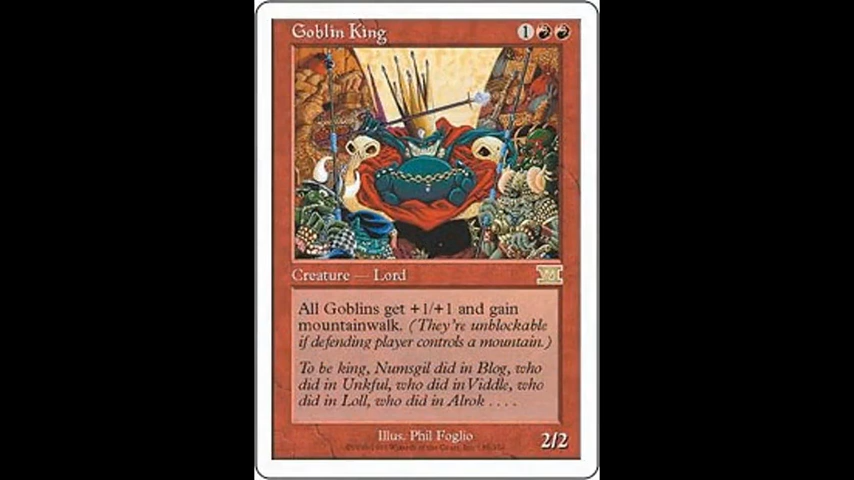 Goblin King 1
Creature — Lord
All Goblins get +1/+1 and gain
mountainwalk. (They're unblockable
if defending player controls a mountain.)
To be king, Numsgil did in Blog, who
did in Unkful, who did in Viddle, who
did in Loll, who did in Alrok . . . .
Illus. Phil Foglio
2/2